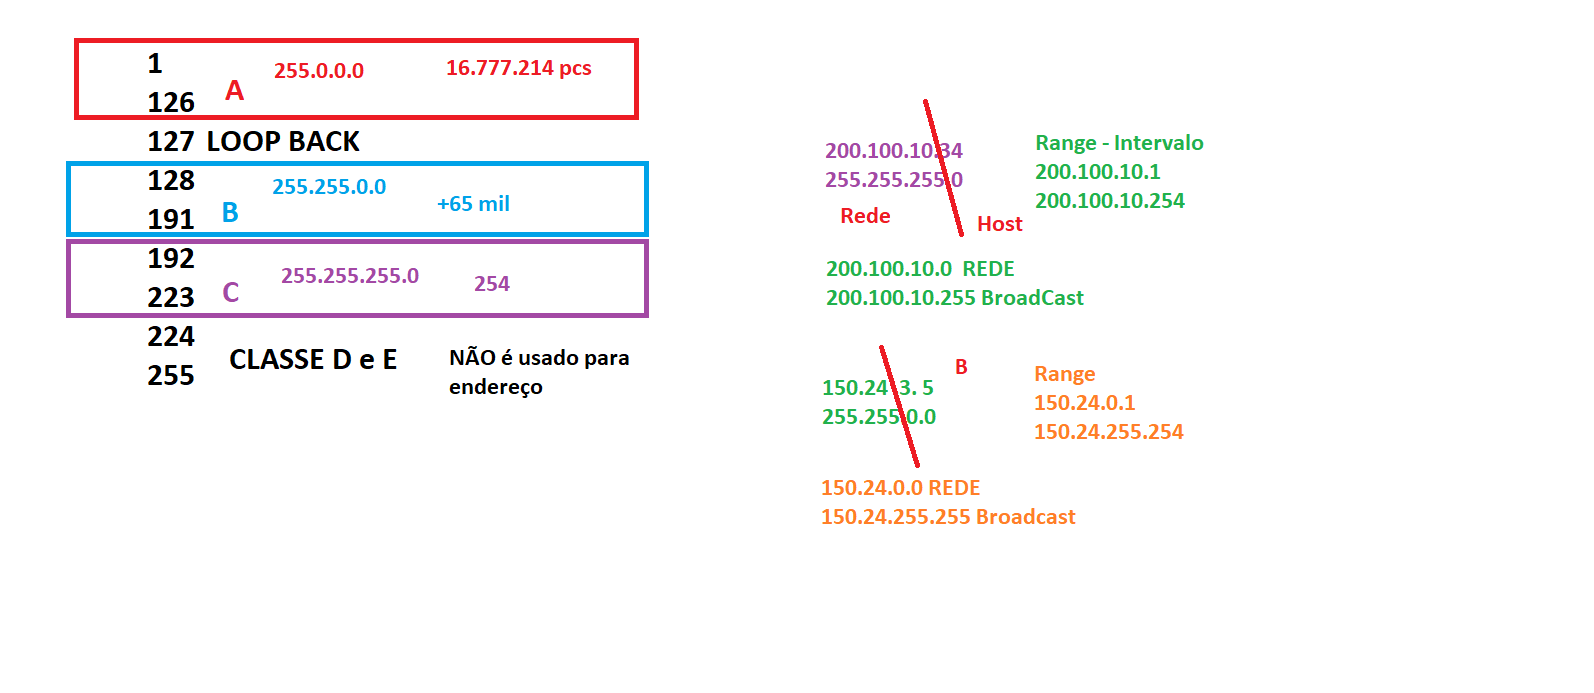 1
255.0.0.0
16.777.214 pcs
A
126
127 LOOP BACK
128
255.255.0.0
+65 mil
B
191
192
255.255.255.0
254
C
223
224
CLASSE D e E
NÃO é usado para
endereço
255
200.100.10.34
255.255.255.0
Rede
Host
Range - Intervalo
200.100.10.1
200.100.10.254
200.100.10.0 REDE
200.100.10.255 BroadCast
B
150.24 3. 5
255.255.0.0
Range
150.24.0.1
150.24.255.254
150.24.0.0 REDE
150.24.255.255 Broadcast